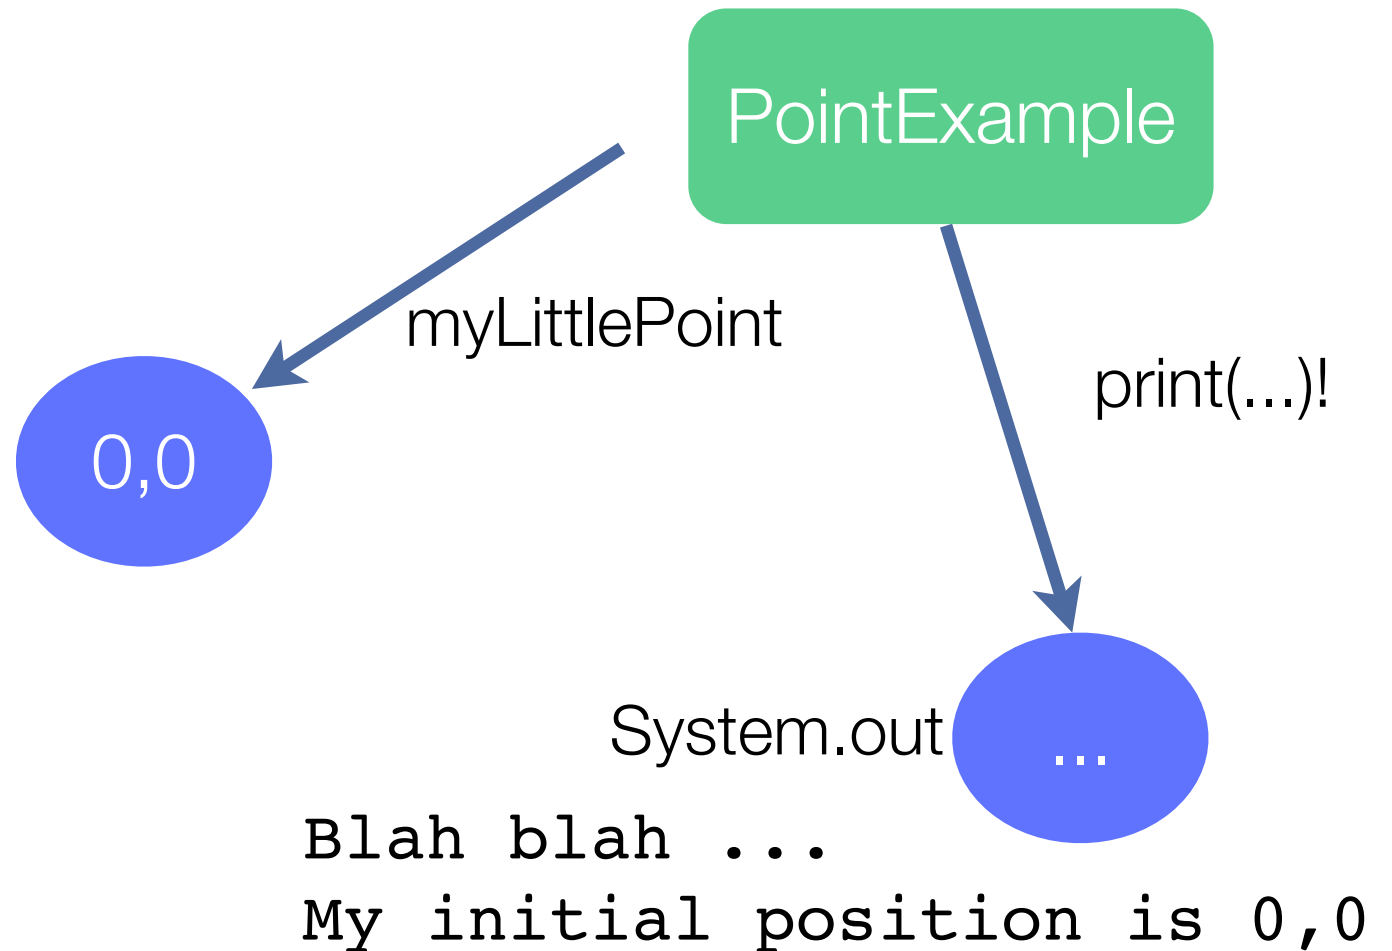 PointExample
myLittlePoint
print(...)!
0,0
System.out
...
Blah blah ...
My initial position is 0,0